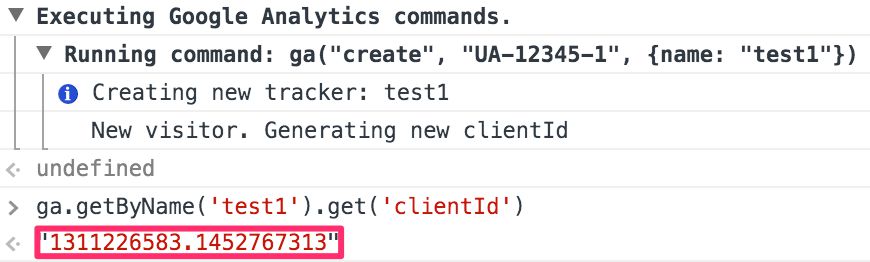 Executing Google Analytics commands.
Running command: ga("create", "UA-12345-1", {name: "test1"})
Creating new tracker: test1
New visitor. Generating new clientId
undefined
ga.getByName('test1').get('clientId')
"1311226583.1452767313"